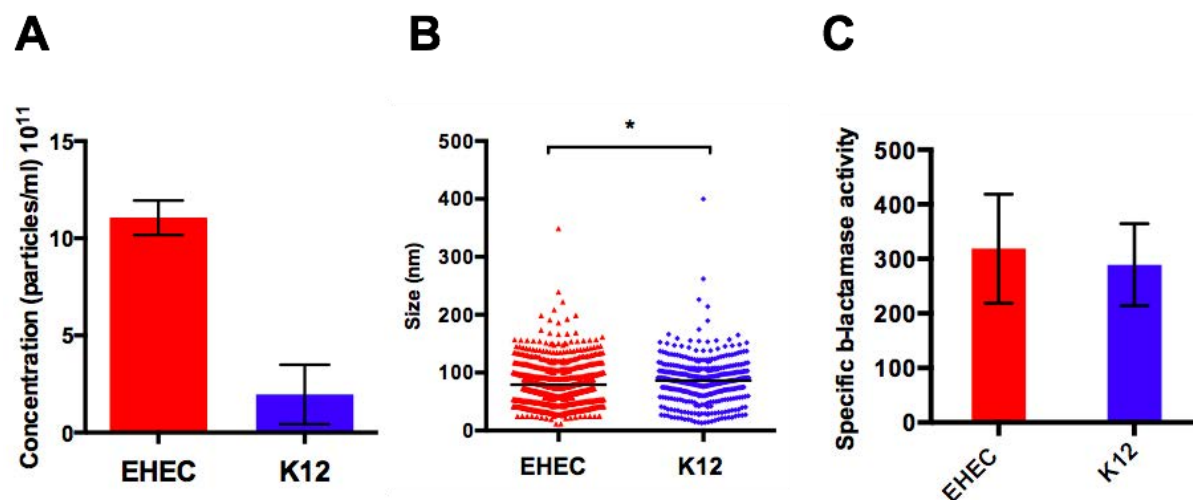 A
Concentration (particles/ml) 10¹¹
15
10
5
0
EHEC K12
B
*
Size (nm)
500
400
300
200
100
0
EHEC K12
C
Specific b-lactamase activity
500
400
300
200
100
0
EHEC K12